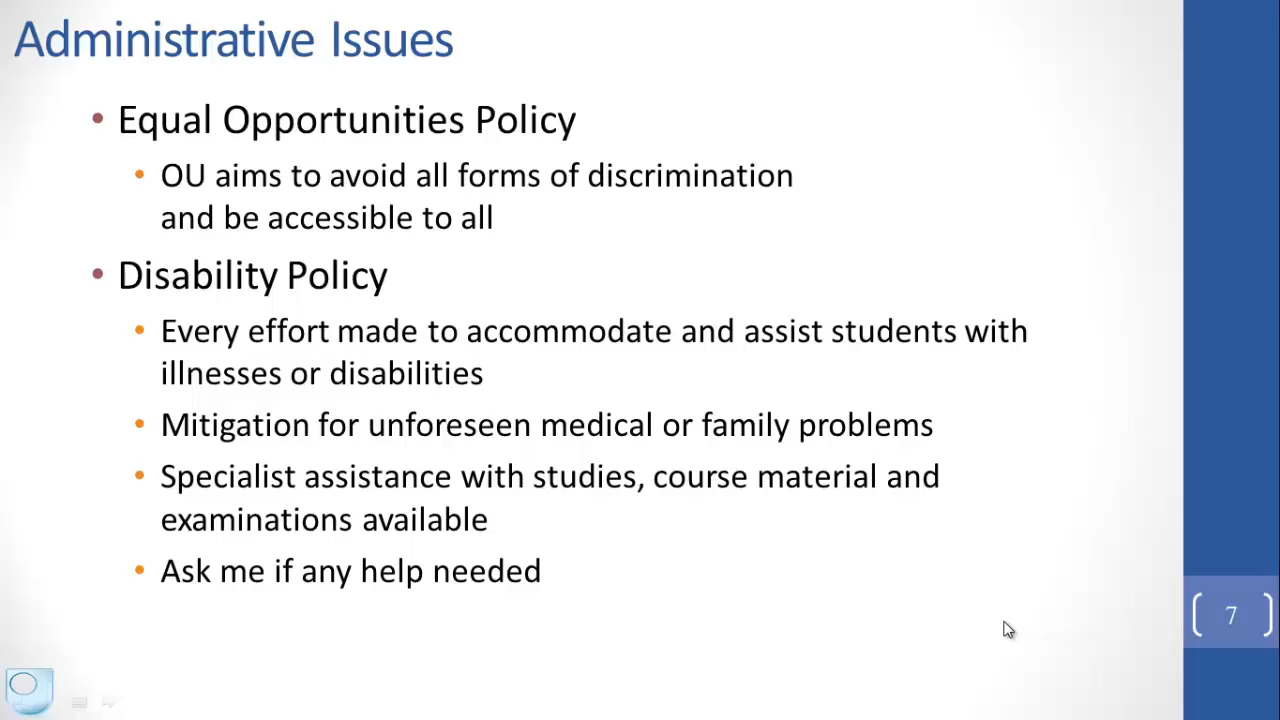 Administrative Issues
• Equal Opportunities Policy
• OU aims to avoid all forms of discrimination
and be accessible to all
• Disability Policy
• Every effort made to accommodate and assist students with
illnesses or disabilities
• Mitigation for unforeseen medical or family problems
• Specialist assistance with studies, course material and
examinations available
• Ask me if any help needed
7